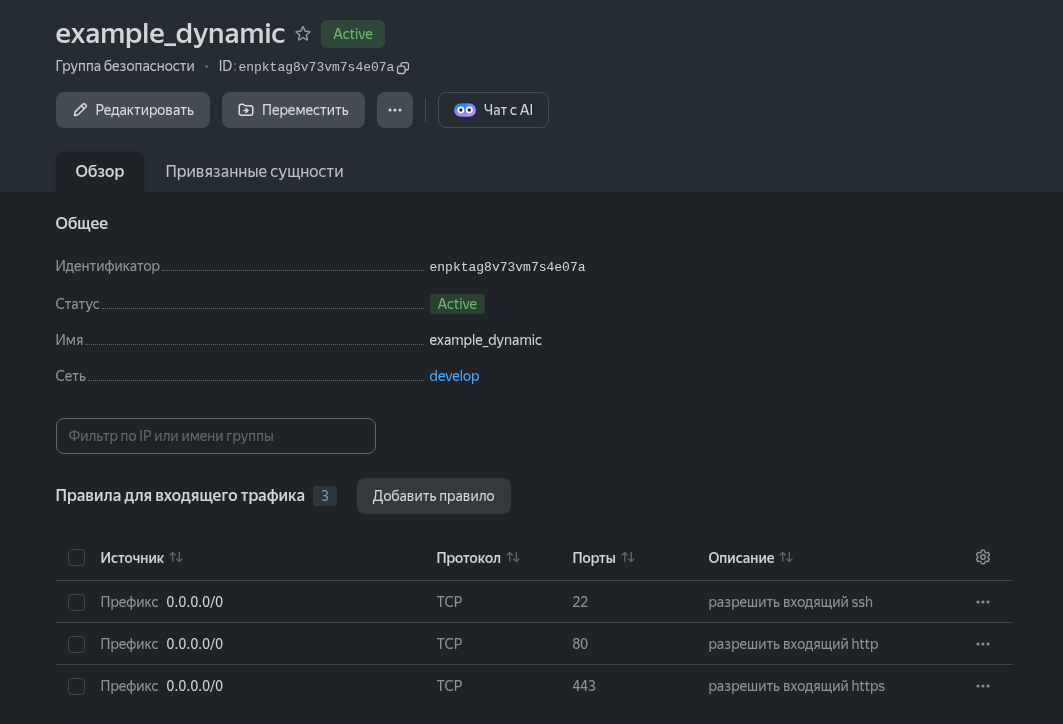 example_dynamic Active
Группа безопасности • ID: enpktag8v73vm7s4e07a
Редактировать Переместить ••• Чат с AI
Обзор Привязанные сущности
Общее
Идентификатор enpktag8v73vm7s4e07a
Статус Active
Имя example_dynamic
Сеть develop
Фильтр по IP или имени группы
Правила для входящего трафика 3 Добавить правило
Источник Протокол Порты Описание
Префикс 0.0.0.0/0 TCP 22 разрешить входящий ssh
Префикс 0.0.0.0/0 TCP 80 разрешить входящий http
Префикс 0.0.0.0/0 TCP 443 разрешить входящий https